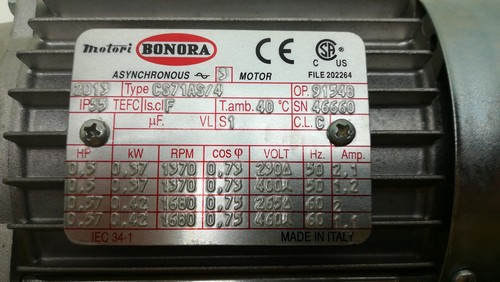 motori BONORA CE CSA C US
ASYNCHRONOUS ~ 3 MOTOR FILE 202264
2013 Type CS71AS/4 OP. 91548
IP 55 TEFC Is.cl F T.amb. 40 °C SN 46660
µF. VL S1 C.L. C
HP kW RPM cos φ VOLT Hz. Amp.
0.5 0.37 1370 0,73 230Δ 50 2,1
0.5 0.37 1370 0,73 400Y 50 1.2
0.57 0.42 1680 0,75 265Δ 60 2
0.57 0.42 1680 0,75 460Y 60 1.1
IEC 34-1 MADE IN ITALY